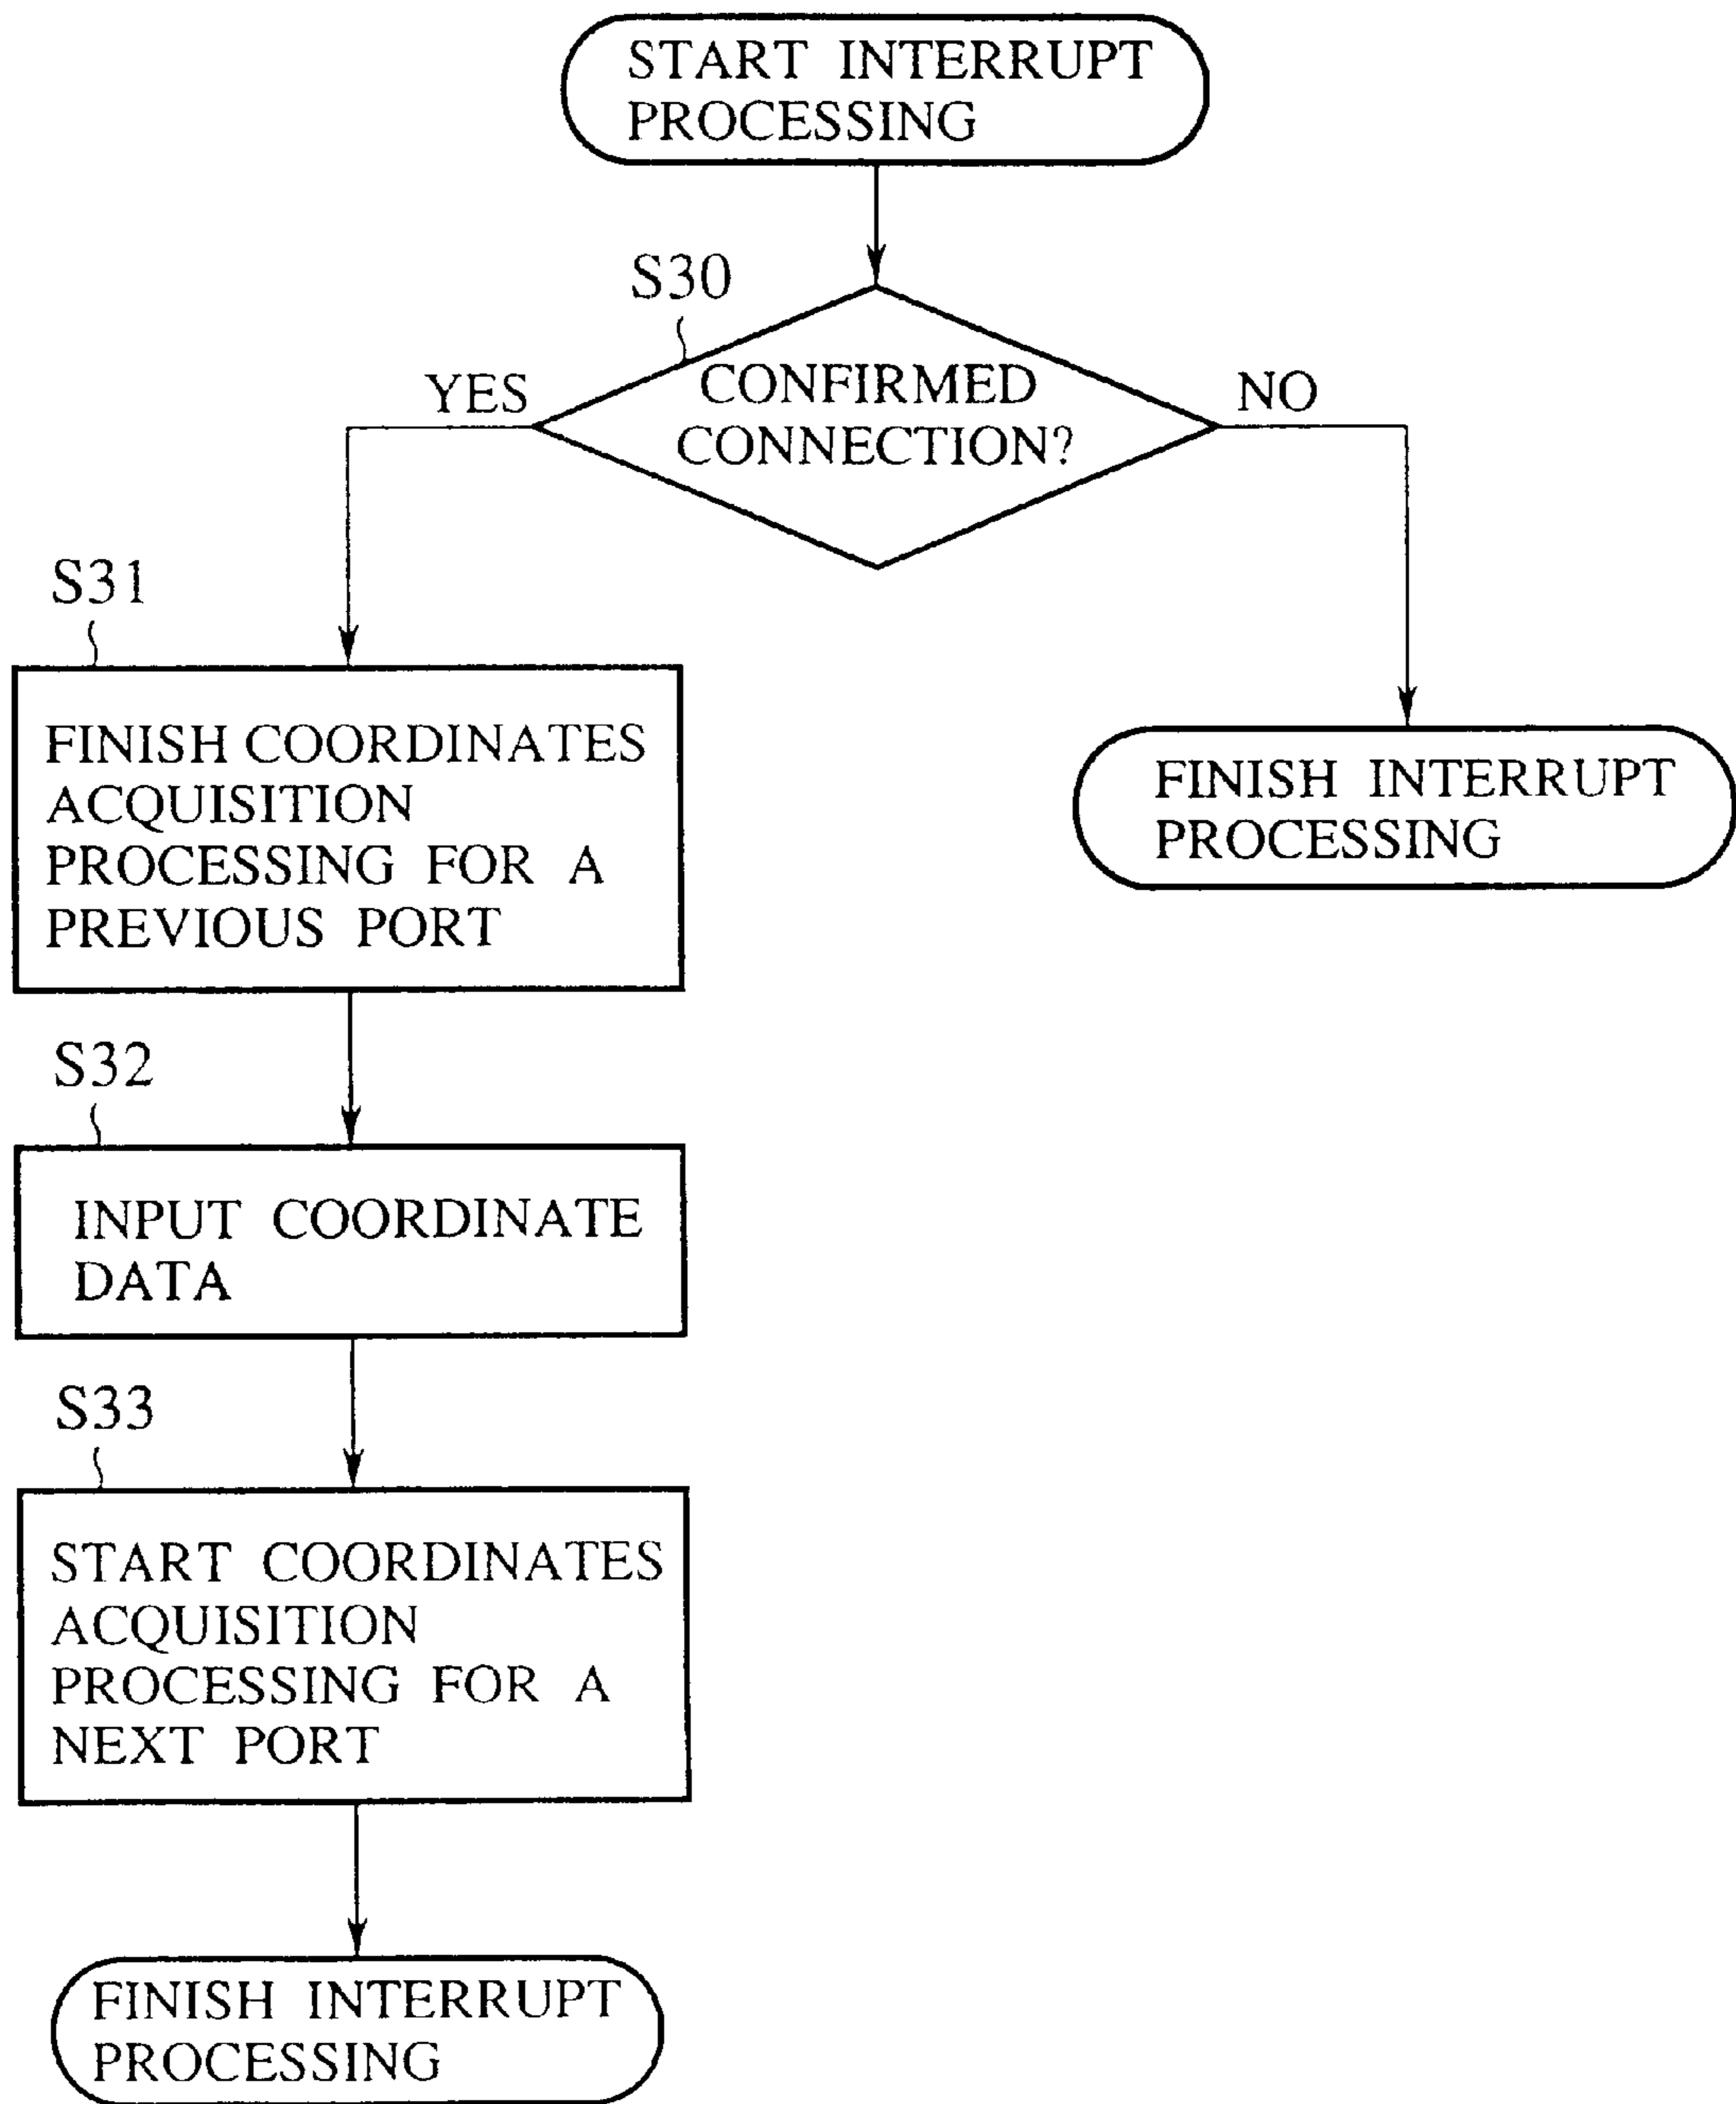 START INTERRUPT
PROCESSING
S30
YES
CONFIRMED
CONNECTION?
NO
S31
FINISH COORDINATES
ACQUISITION
PROCESSING FOR A
PREVIOUS PORT
FINISH INTERRUPT
PROCESSING
S32
INPUT COORDINATE
DATA
S33
START COORDINATES
ACQUISITION
PROCESSING FOR A
NEXT PORT
FINISH INTERRUPT
PROCESSING